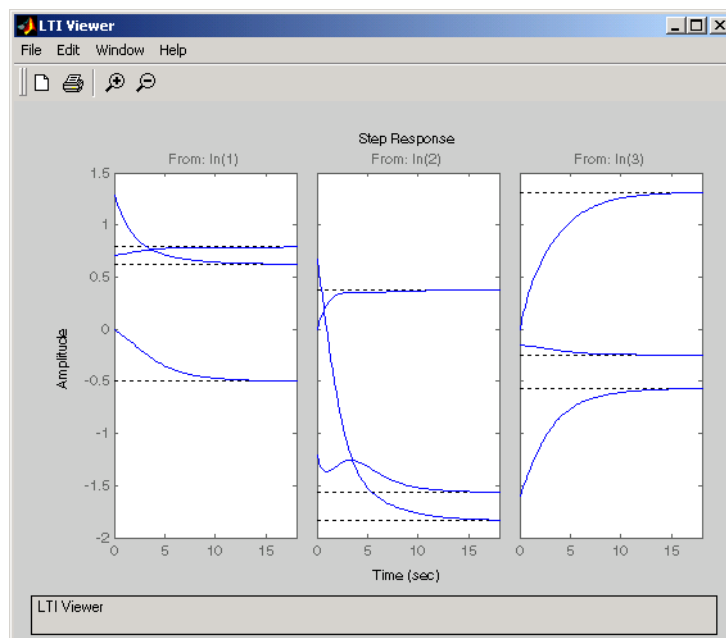 LTI Viewer
File Edit Window Help
Step Response
From: In(1) From: In(2) From: In(3)
1.5
1
0.5
0
-0.5
-1
-1.5
-2
Amplitude
0 5 10 15 0 5 10 15 0 5 10 15
Time (sec)
LTI Viewer